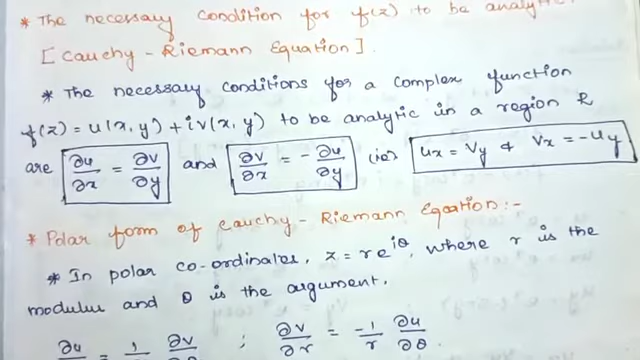 * The necessary condition for f(z) to be analytic.
[Cauchy - Riemann Equation].
* The necessary conditions for a complex function
f(z) = u(x,y) + iv(x,y) to be analytic in a region R
are ∂u/∂x = ∂v/∂y and ∂v/∂x = -∂u/∂y (ie) ux = vy & vx = -uy
* Polar form of Cauchy - Riemann Eqation:-
* In polar co-ordinates, z = re^iθ, where r is the
modulus and θ is the argument.
∂u/∂r = 1/r ∂v/∂θ ; ∂v/∂r = -1/r ∂u/∂θ.